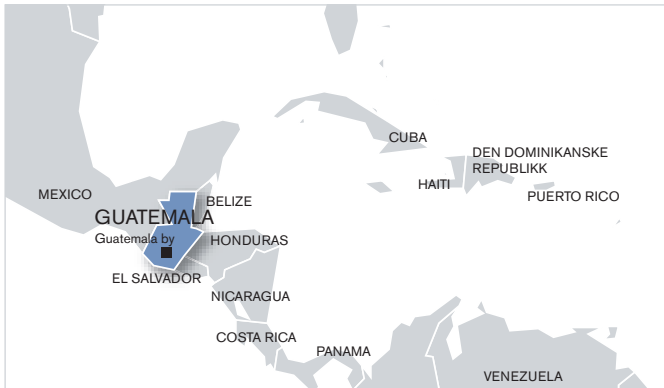 CUBA
DEN DOMINIKANSKE
REPUBLIKK
HAITI
PUERTO RICO
MEXICO
BELIZE
GUATEMALA
Guatemala by
HONDURAS
EL SALVADOR
NICARAGUA
COSTA RICA
PANAMA
VENEZUELA